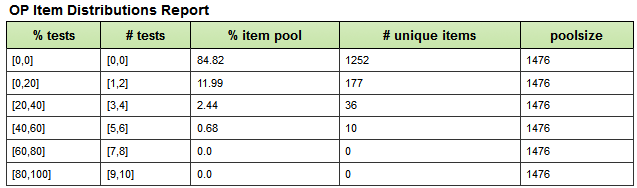 OP Item Distributions Report
% tests # tests % item pool # unique items poolsize
[0,0] [0,0] 84.82 1252 1476
[0,20] [1,2] 11.99 177 1476
[20,40] [3,4] 2.44 36 1476
[40,60] [5,6] 0.68 10 1476
[60,80] [7,8] 0.0 0 1476
[80,100] [9,10] 0.0 0 1476